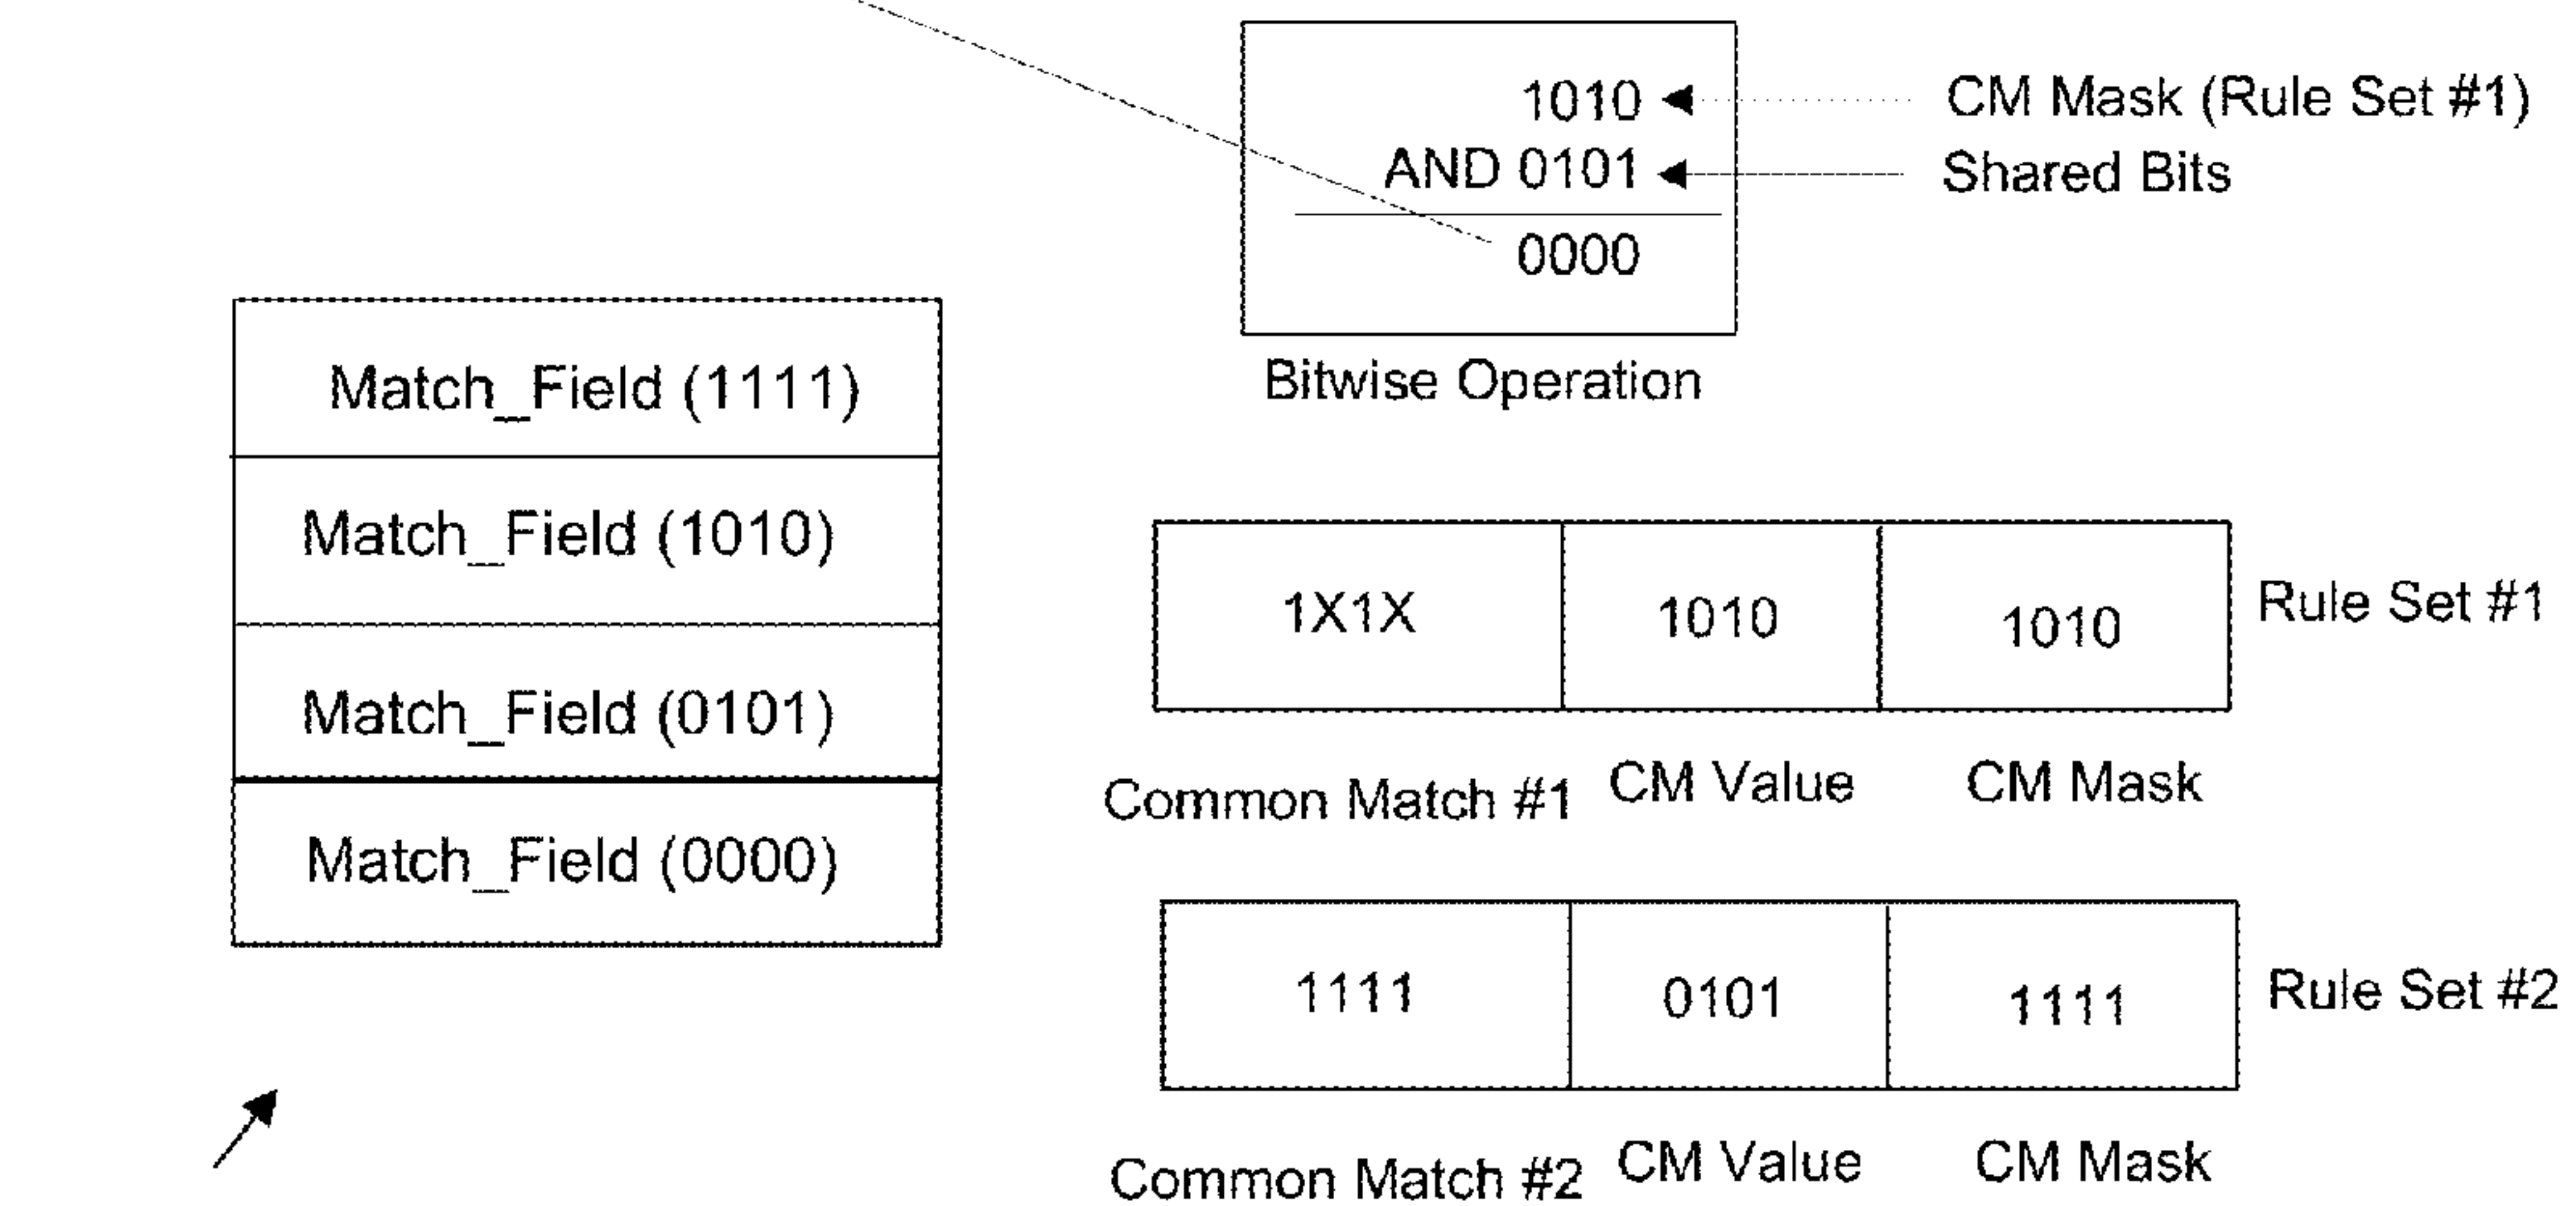 1010
CM Mask (Rule Set #1)
AND 0101
Shared Bits
0000
Bitwise Operation
Match_Field (1111)
Match_Field (1010)
Match_Field (0101)
Match_Field (0000)
1X1X
1010
1010
Rule Set #1
Common Match #1
CM Value
CM Mask
1111
0101
1111
Rule Set #2
Common Match #2
CM Value
CM Mask